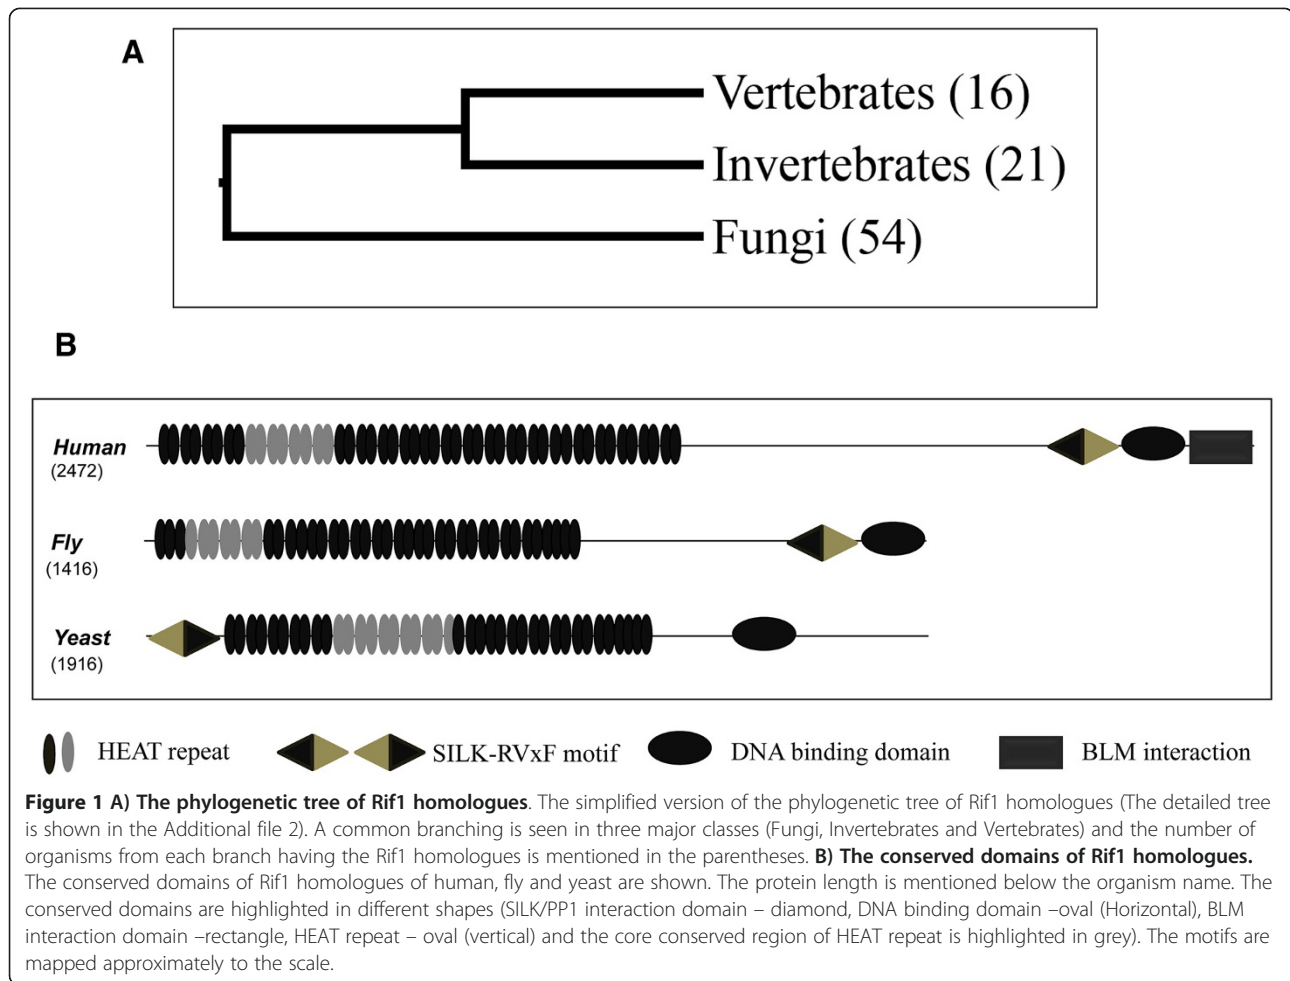 A
Vertebrates (16)
Invertebrates (21)
Fungi (54)
B
Human
(2472)
Fly
(1416)
Yeast
(1916)
HEAT repeat
SILK-RVxF motif
DNA binding domain
BLM interaction
Figure 1 A) The phylogenetic tree of Rif1 homologues. The simplified version of the phylogenetic tree of Rif1 homologues (The detailed tree
is shown in the Additional file 2). A common branching is seen in three major classes (Fungi, Invertebrates and Vertebrates) and the number of
organisms from each branch having the Rif1 homologues is mentioned in the parentheses. B) The conserved domains of Rif1 homologues.
The conserved domains of Rif1 homologues of human, fly and yeast are shown. The protein length is mentioned below the organism name. The
conserved domains are highlighted in different shapes (SILK/PP1 interaction domain – diamond, DNA binding domain –oval (Horizontal), BLM
interaction domain –rectangle, HEAT repeat – oval (vertical) and the core conserved region of HEAT repeat is highlighted in grey). The motifs are
mapped approximately to the scale.